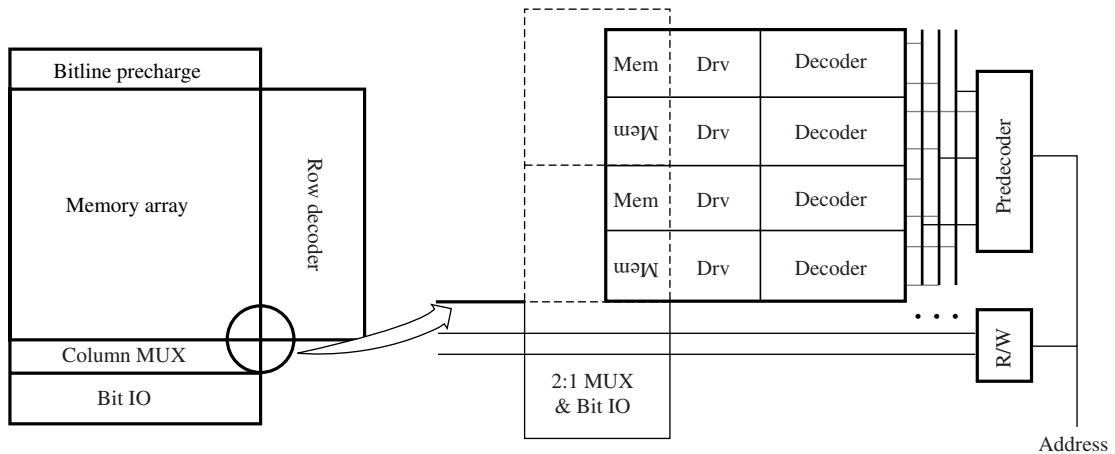 Bitline precharge
Memory array
Row decoder
Column MUX
Bit IO
Mem Drv Decoder
Mem Drv Decoder
Mem Drv Decoder
Mem Drv Decoder
2:1 MUX
& Bit IO
Predecoder
. . .
R/W
Address